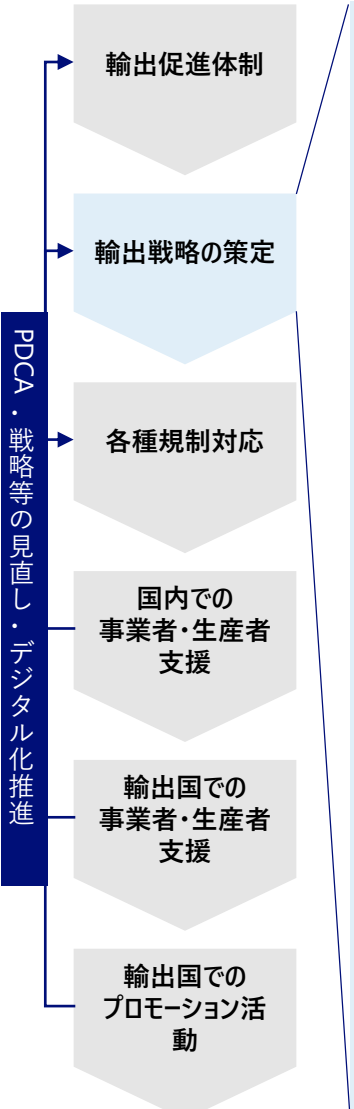 輸出促進体制
輸出戦略の策定
PDCA・戦略等の見直し・デジタル化推進
各種規制対応
国内での
事業者・生産者
支援
輸出国での
事業者・生産者
支援
輸出国での
プロモーション活
動